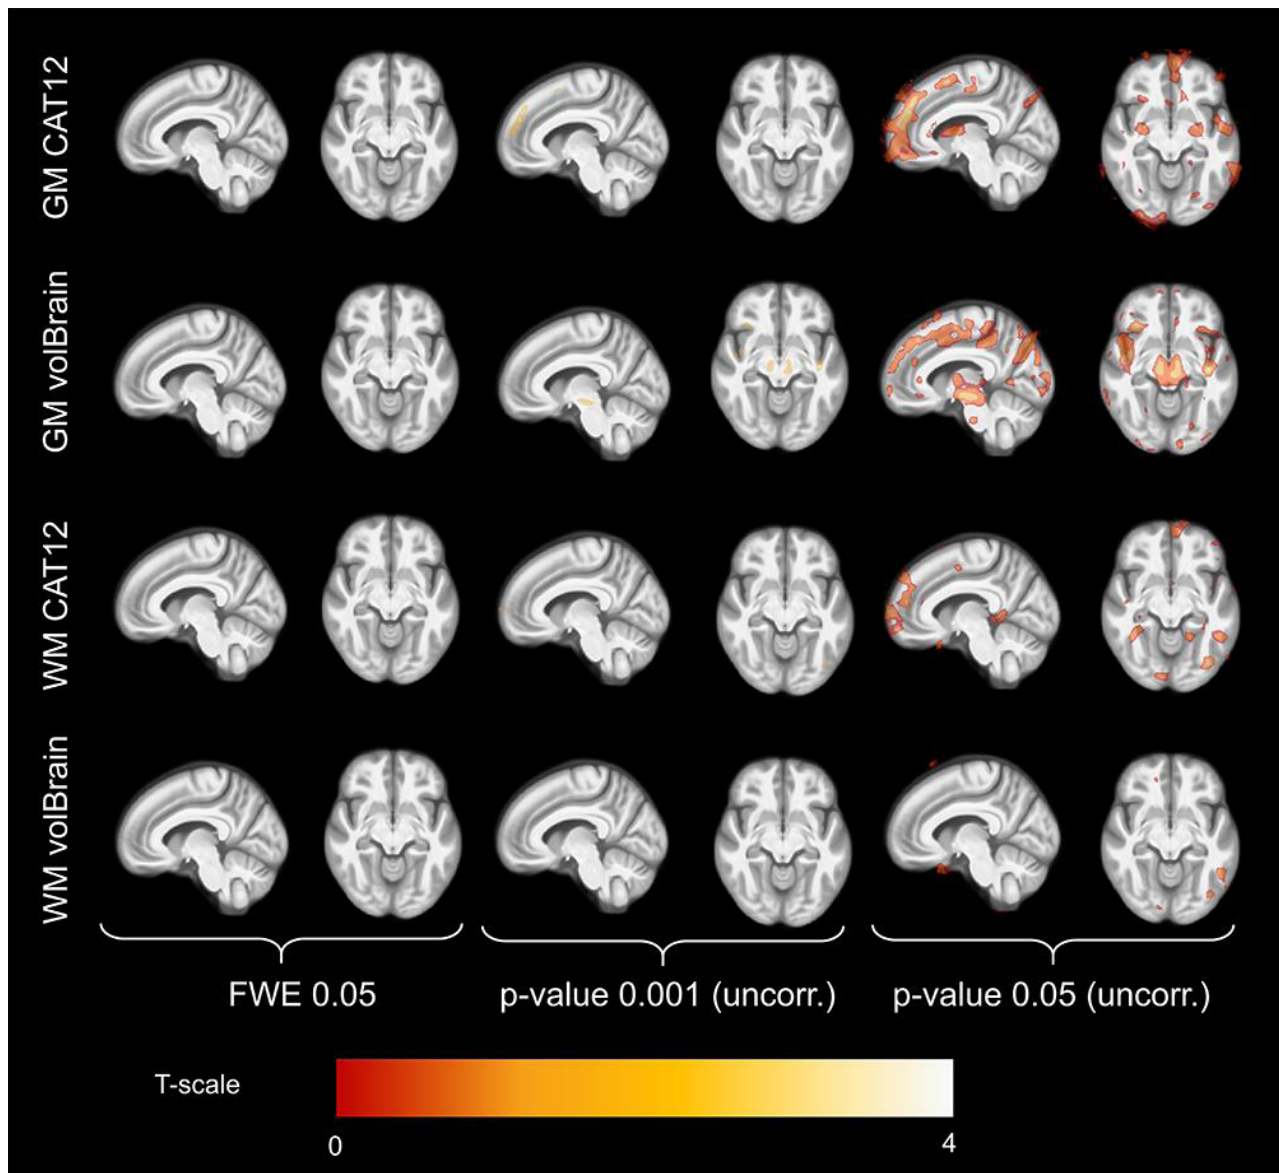 GM CAT12
GM volBrain
WM CAT12
WM volBrain
FWE 0.05
p-value 0.001 (uncorr.)
p-value 0.05 (uncorr.)
T-scale
0
4